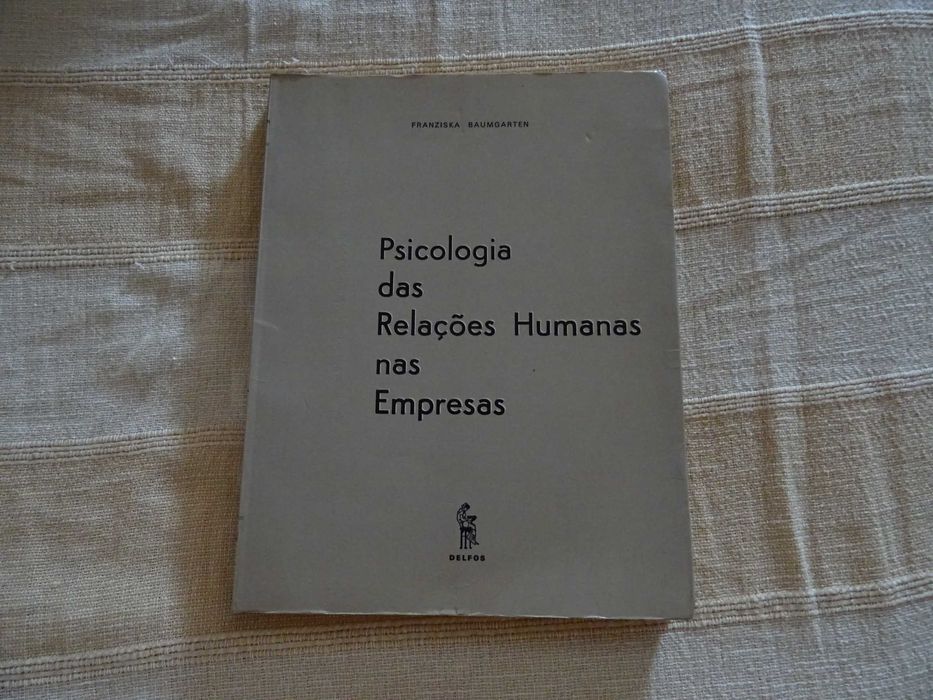 FRANZISKA BAUMGARTEN
Psicologia
das
Relações Humanas
nas
Empresas
DELFOS